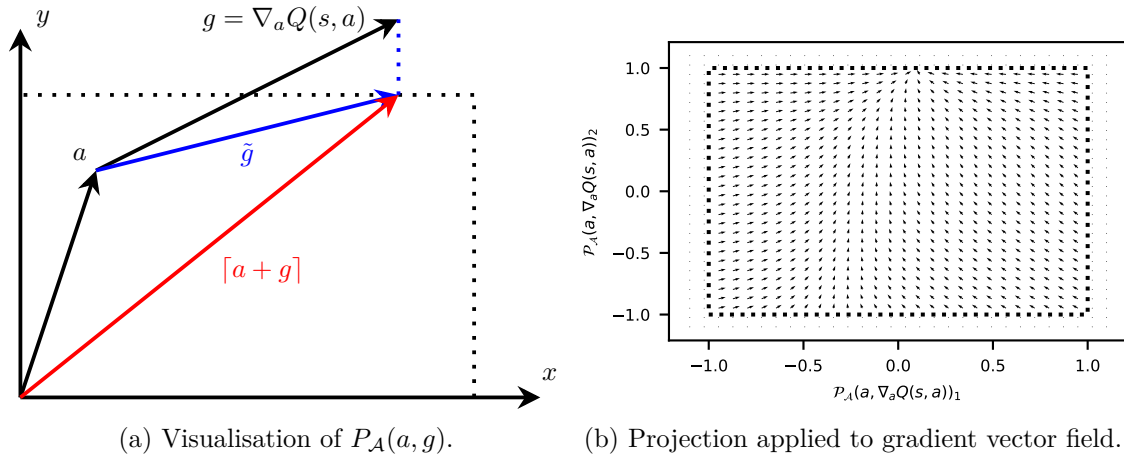 y
g = ∇ₐQ(s, a)
a
g̃
⌈a + g⌉
x
(a) Visualisation of P_𝒜(a, g).
1.0
0.5
0.0
−0.5
−1.0
𝒫_𝒜(a, ∇ₐQ(s, a))₂
−1.0 −0.5 0.0 0.5 1.0
𝒫_𝒜(a, ∇ₐQ(s, a))₁
(b) Projection applied to gradient vector field.